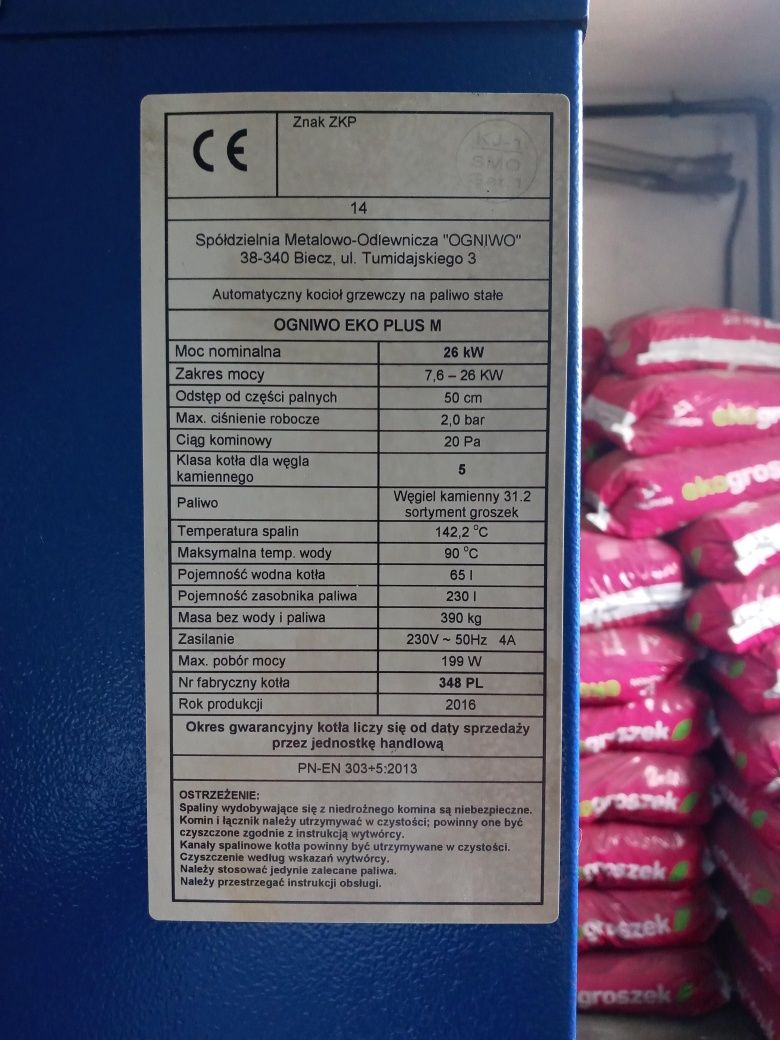 CE
Znak ZKP
KJ-1
14
Spółdzielnia Metalowo-Odlewnicza "OGNIWO"
38-340 Biecz, ul. Tumidajskiego 3
Automatyczny kocioł grzewczy na paliwo stałe
OGNIWO EKO PLUS M
Moc nominalna 26 kW
Zakres mocy 7,6 – 26 KW
Odstęp od części palnych 50 cm
Max. ciśnienie robocze 2,0 bar
Ciąg kominowy 20 Pa
Klasa kotła dla węgla
kamiennego 5
Paliwo Węgiel kamienny 31.2
sortyment groszek
Temperatura spalin 142,2 °C
Maksymalna temp. wody 90 °C
Pojemność wodna kotła 65 l
Pojemność zasobnika paliwa 230 l
Masa bez wody i paliwa 390 kg
Zasilanie 230V ~ 50Hz 4A
Max. pobór mocy 199 W
Nr fabryczny kotła 348 PL
Rok produkcji 2016
Okres gwarancyjny kotła liczy się od daty sprzedaży
przez jednostkę handlową
PN-EN 303+5:2013
OSTRZEŻENIE:
Spaliny wydobywające się z niedrożnego komina są niebezpieczne.
Komin i łącznik należy utrzymywać w czystości; powinny one być
czyszczone zgodnie z instrukcją wytwórcy.
Kanały spalinowe kotła powinny być utrzymywane w czystości.
Czyszczenie według wskazań wytwórcy.
Należy stosować jedynie zalecane paliwa.
Należy przestrzegać instrukcji obsługi.
ekogros
groszek
groszek
groszek
groszek